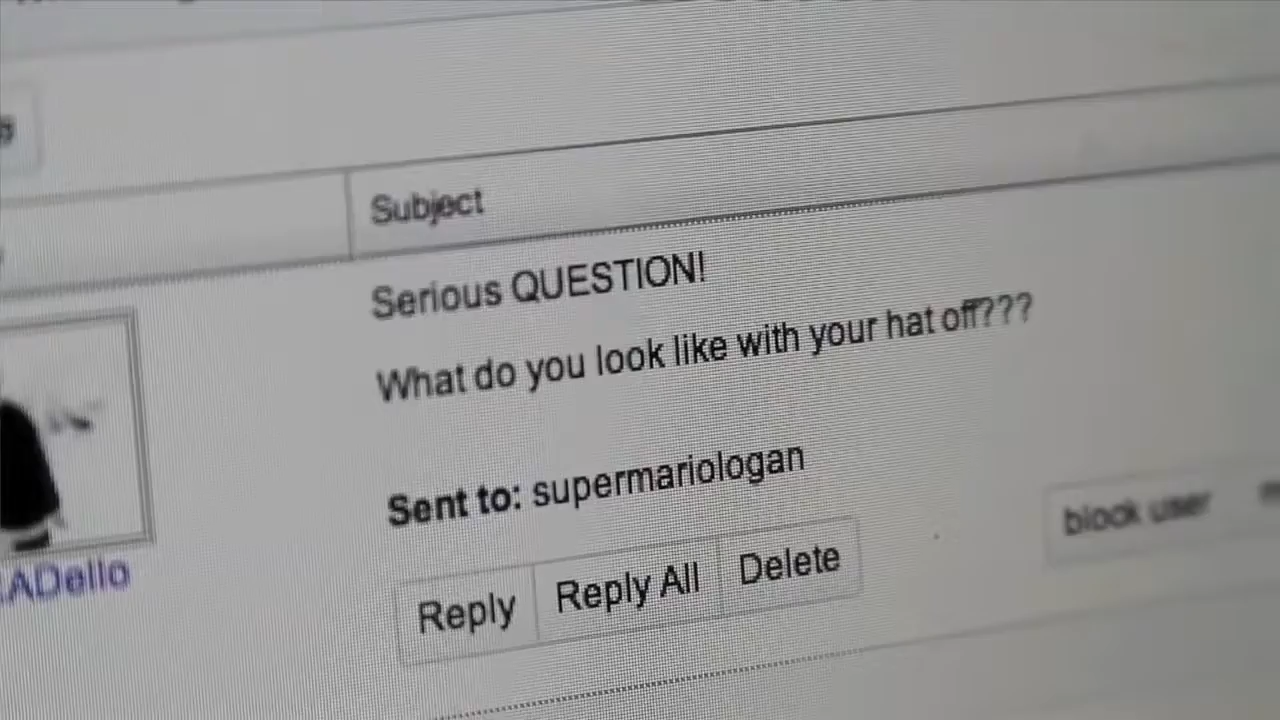 Subject
Serious QUESTION!
What do you look like with your hat off???
Sent to: supermariologan
block user
.ADello
Reply Reply All Delete